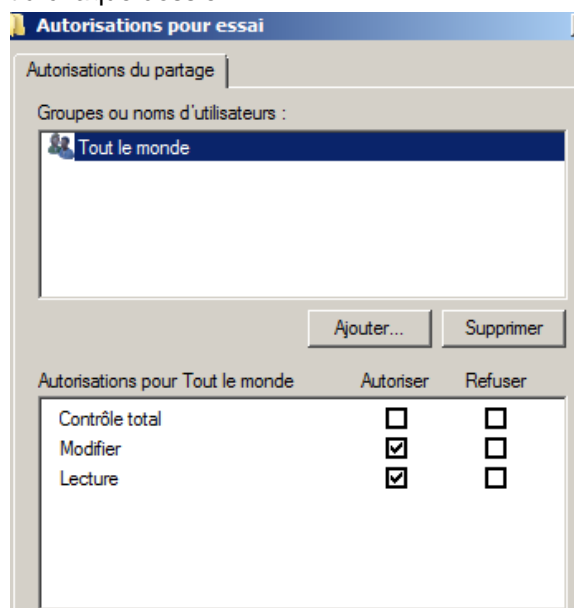 Autorisations pour essai
Autorisations du partage
Groupes ou noms d'utilisateurs :
Tout le monde
Ajouter... Supprimer
Autorisations pour Tout le monde Autoriser Refuser
Contrôle total
Modifier
Lecture